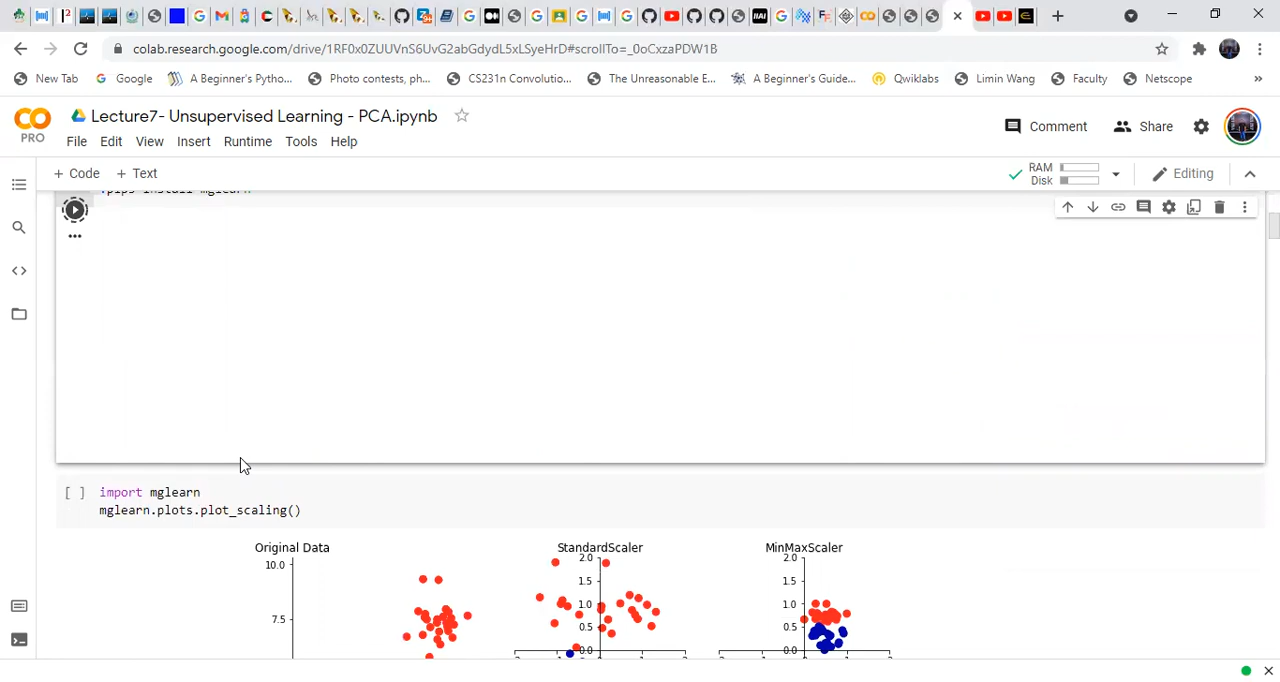 colab.research.google.com/drive/1RF0x0ZUUVnS6UvG2abGdydL5xLSyeHrD#scrollTo=_0oCxzaPDW1B
New Tab Google A Beginner's Pytho... Photo contests, ph... CS231n Convolutio... The Unreasonable E... A Beginner's Guide... Qwiklabs Limin Wang Faculty Netscope »
CO PRO
Lecture7- Unsupervised Learning - PCA.ipynb
Comment Share
File Edit View Insert Runtime Tools Help
+ Code + Text
RAM
Disk
Editing
install mglearn
[ ] import mglearn
mglearn.plots.plot_scaling()
Original Data StandardScaler MinMaxScaler
10.0 2.0 2.0
1.5 1.5
7.5 1.0 1.0
0.5 0.5
0.0 0.0